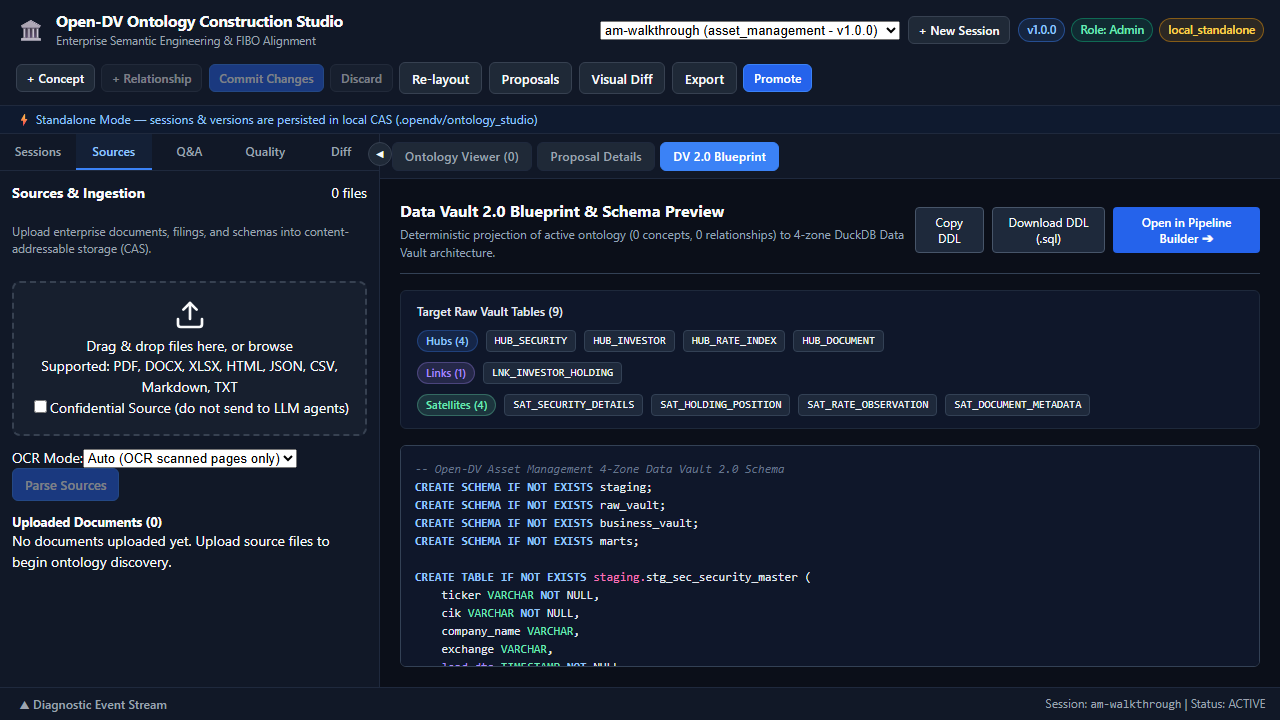 Open-DV Ontology Construction Studio
Enterprise Semantic Engineering & FIBO Alignment
am-walkthrough (asset_management - v1.0.0)
+ New Session
v1.0.0
Role: Admin
local_standalone
+ Concept
+ Relationship
Commit Changes
Discard
Re-layout
Proposals
Visual Diff
Export
Promote
Standalone Mode — sessions & versions are persisted in local CAS (.opendv/ontology_studio)
Sessions
Sources
Q&A
Quality
Diff
Ontology Viewer (0)
Proposal Details
DV 2.0 Blueprint
Sources & Ingestion
0 files
Upload enterprise documents, filings, and schemas into content-
addressable storage (CAS).
Drag & drop files here, or browse
Supported: PDF, DOCX, XLSX, HTML, JSON, CSV,
Markdown, TXT
Confidential Source (do not send to LLM agents)
OCR Mode: Auto (OCR scanned pages only)
Parse Sources
Uploaded Documents (0)
No documents uploaded yet. Upload source files to
begin ontology discovery.
Data Vault 2.0 Blueprint & Schema Preview
Deterministic projection of active ontology (0 concepts, 0 relationships) to 4-zone DuckDB Data
Vault architecture.
Copy
DDL
Download DDL
(.sql)
Open in Pipeline
Builder ➔
Target Raw Vault Tables (9)
Hubs (4) HUB_SECURITY HUB_INVESTOR HUB_RATE_INDEX HUB_DOCUMENT
Links (1) LNK_INVESTOR_HOLDING
Satellites (4) SAT_SECURITY_DETAILS SAT_HOLDING_POSITION SAT_RATE_OBSERVATION SAT_DOCUMENT_METADATA
-- Open-DV Asset Management 4-Zone Data Vault 2.0 Schema
CREATE SCHEMA IF NOT EXISTS staging;
CREATE SCHEMA IF NOT EXISTS raw_vault;
CREATE SCHEMA IF NOT EXISTS business_vault;
CREATE SCHEMA IF NOT EXISTS marts;
CREATE TABLE IF NOT EXISTS staging.stg_sec_security_master (
ticker VARCHAR NOT NULL,
cik VARCHAR NOT NULL,
company_name VARCHAR,
exchange VARCHAR,
load_dts TIMESTAMP NOT NULL
▲ Diagnostic Event Stream
Session: am-walkthrough | Status: ACTIVE